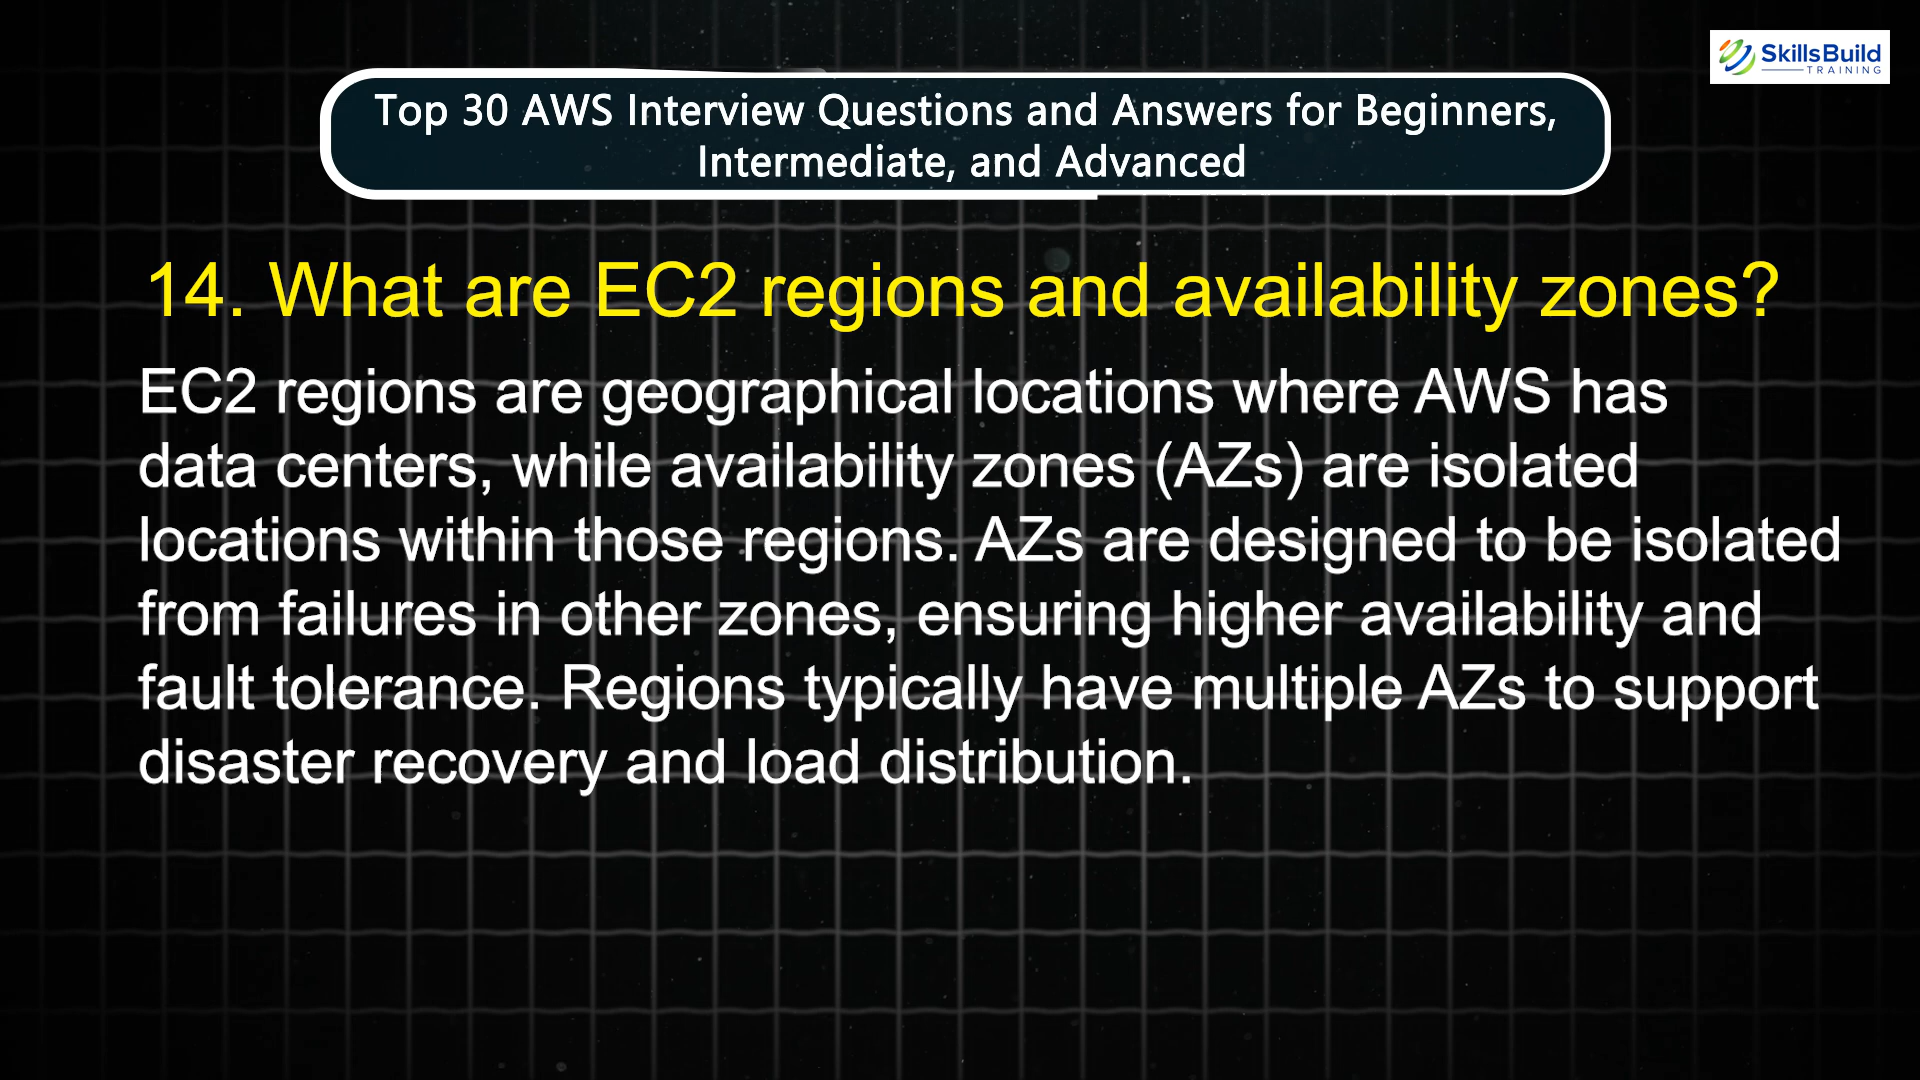 SkillsBuild
TRAINING
Top 30 AWS Interview Questions and Answers for Beginners,
Intermediate, and Advanced
14. What are EC2 regions and availability zones?
EC2 regions are geographical locations where AWS has
data centers, while availability zones (AZs) are isolated
locations within those regions. AZs are designed to be isolated
from failures in other zones, ensuring higher availability and
fault tolerance. Regions typically have multiple AZs to support
disaster recovery and load distribution.